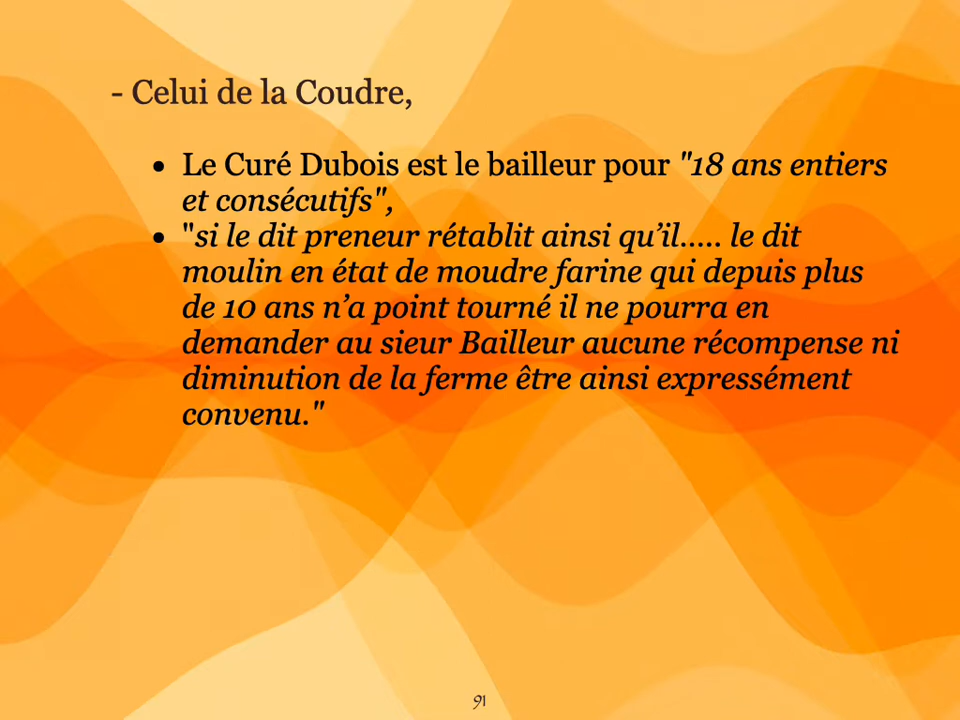 - Celui de la Coudre,
• Le Curé Dubois est le bailleur pour "18 ans entiers
et consécutifs",
• "si le dit preneur rétablit ainsi qu’il..... le dit
moulin en état de moudre farine qui depuis plus
de 10 ans n’a point tourné il ne pourra en
demander au sieur Bailleur aucune récompense ni
diminution de la ferme être ainsi expressément
convenu."
91